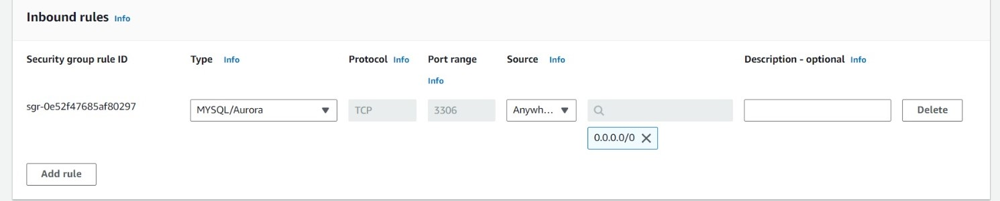 Inbound rules Info
Security group rule ID Type Info Protocol Info Port range Info Source Info Description - optional Info
sgr-0e52f47685af80297 MYSQL/Aurora TCP 3306 Anywh... Delete
0.0.0.0/0
Add rule